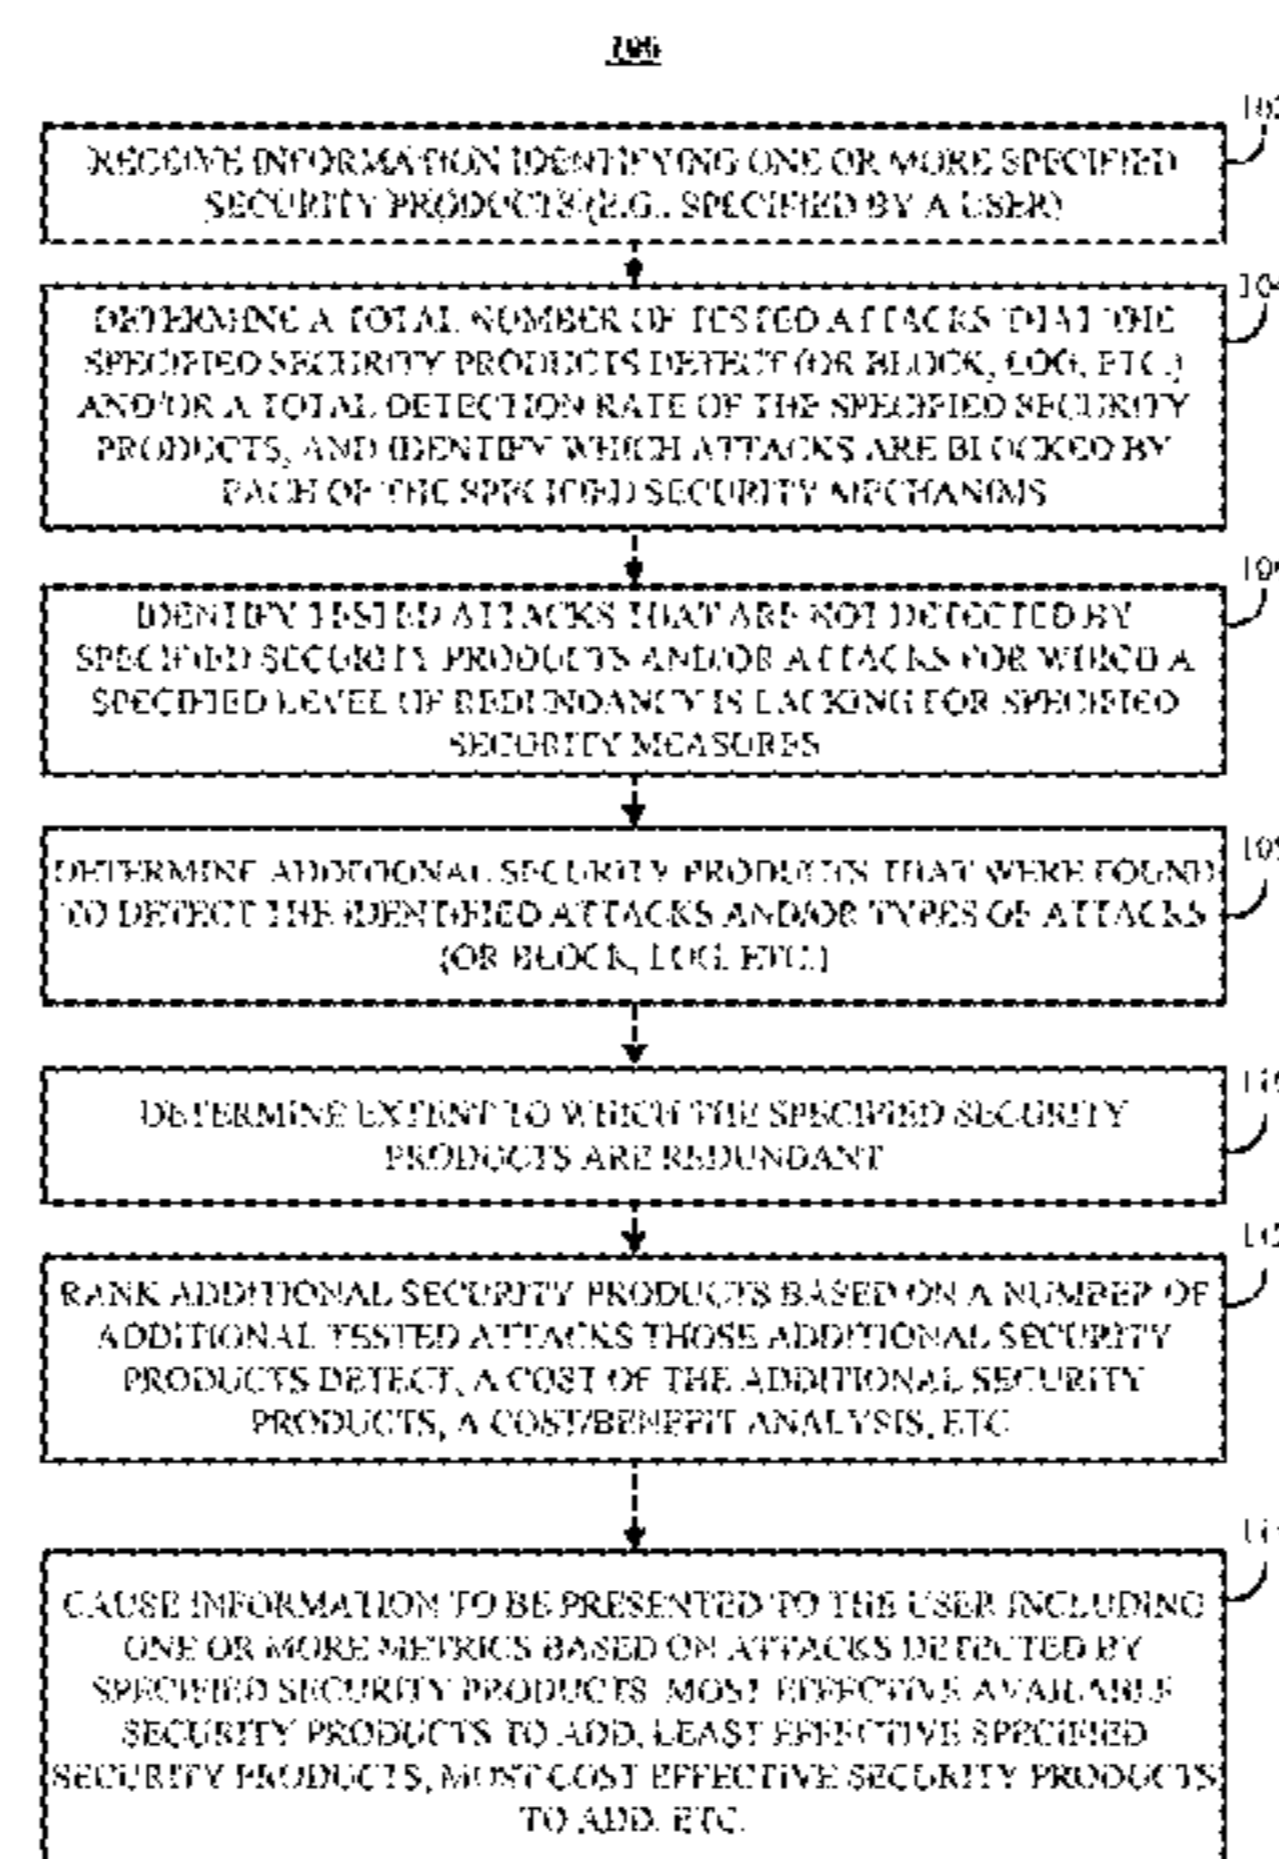 100
RECEIVE INFORMATION IDENTIFYING ONE OR MORE SPECIFIED
SECURITY PRODUCTS (E.G., SPECIFIED BY A USER)
104
DETERMINE A TOTAL NUMBER OF TESTED ATTACKS THAT THE
SPECIFIED SECURITY PRODUCTS DETECT (OR BLOCK, LOG, ETC.)
AND/OR A TOTAL DETECTION RATE OF THE SPECIFIED SECURITY
PRODUCTS, AND IDENTIFY WHICH ATTACKS ARE BLOCKED BY
EACH OF THE SPECIFIED SECURITY MECHANIMS
IDENTIFY TESTED ATTACKS THAT ARE NOT DETECTED BY
SPECIFIED SECURITY PRODUCTS AND/OR ATTACKS FOR WHICH A
SPECIFIED LEVEL OF REDUNDANCY IS LACKING FOR SPECIFIED
SECURITY MEASURES
DETERMINE ADDITIONAL SECURITY PRODUCTS THAT WERE FOUND
TO DETECT THE IDENTIFIED ATTACKS AND/OR TYPES OF ATTACKS
(OR BLOCK, LOG, ETC.)
DETERMINE EXTENT TO WHICH THE SPECIFIED SECURITY
PRODUCTS ARE REDUNDANT
RANK ADDITIONAL SECURITY PRODUCTS BASED ON A NUMBER OF
ADDITIONAL TESTED ATTACKS THOSE ADDITIONAL SECURITY
PRODUCTS DETECT, A COST OF THE ADDITIONAL SECURITY
PRODUCTS, A COST/BENEFIT ANALYSIS, ETC
CAUSE INFORMATION TO BE PRESENTED TO THE USER INCLUDING
ONE OR MORE METRICS BASED ON ATTACKS DETECTED BY
SPECIFIED SECURITY PRODUCTS, MOST EFFECTIVE AVAILABLE
SECURITY PRODUCTS TO ADD, LEAST EFFECTIVE SPECIFIED
SECURITY PRODUCTS, MOST COST EFFECTIVE SECURITY PRODUCTS
TO ADD, ETC.